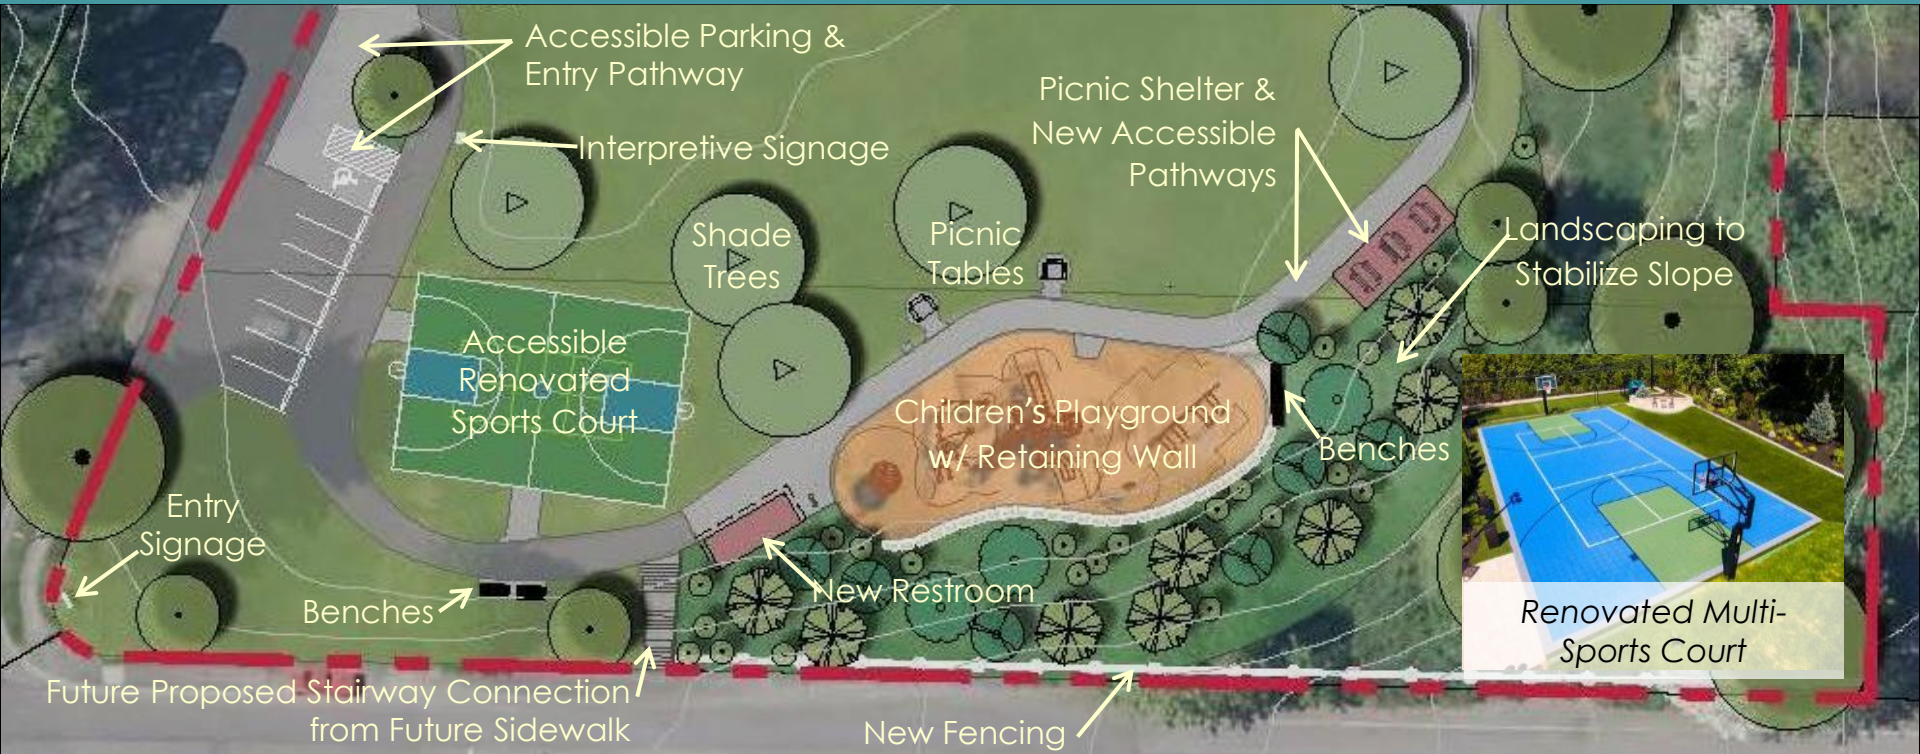 Accessible Parking &
Entry Pathway
Interpretive Signage
Picnic Shelter &
New Accessible
Pathways
Shade
Trees
Picnic
Tables
Landscaping to
Stabilize Slope
Accessible
Renovated
Sports Court
Children's Playground
w/ Retaining Wall
Benches
Entry
Signage
Benches
New Restroom
Renovated Multi-
Sports Court
Future Proposed Stairway Connection
from Future Sidewalk
New Fencing